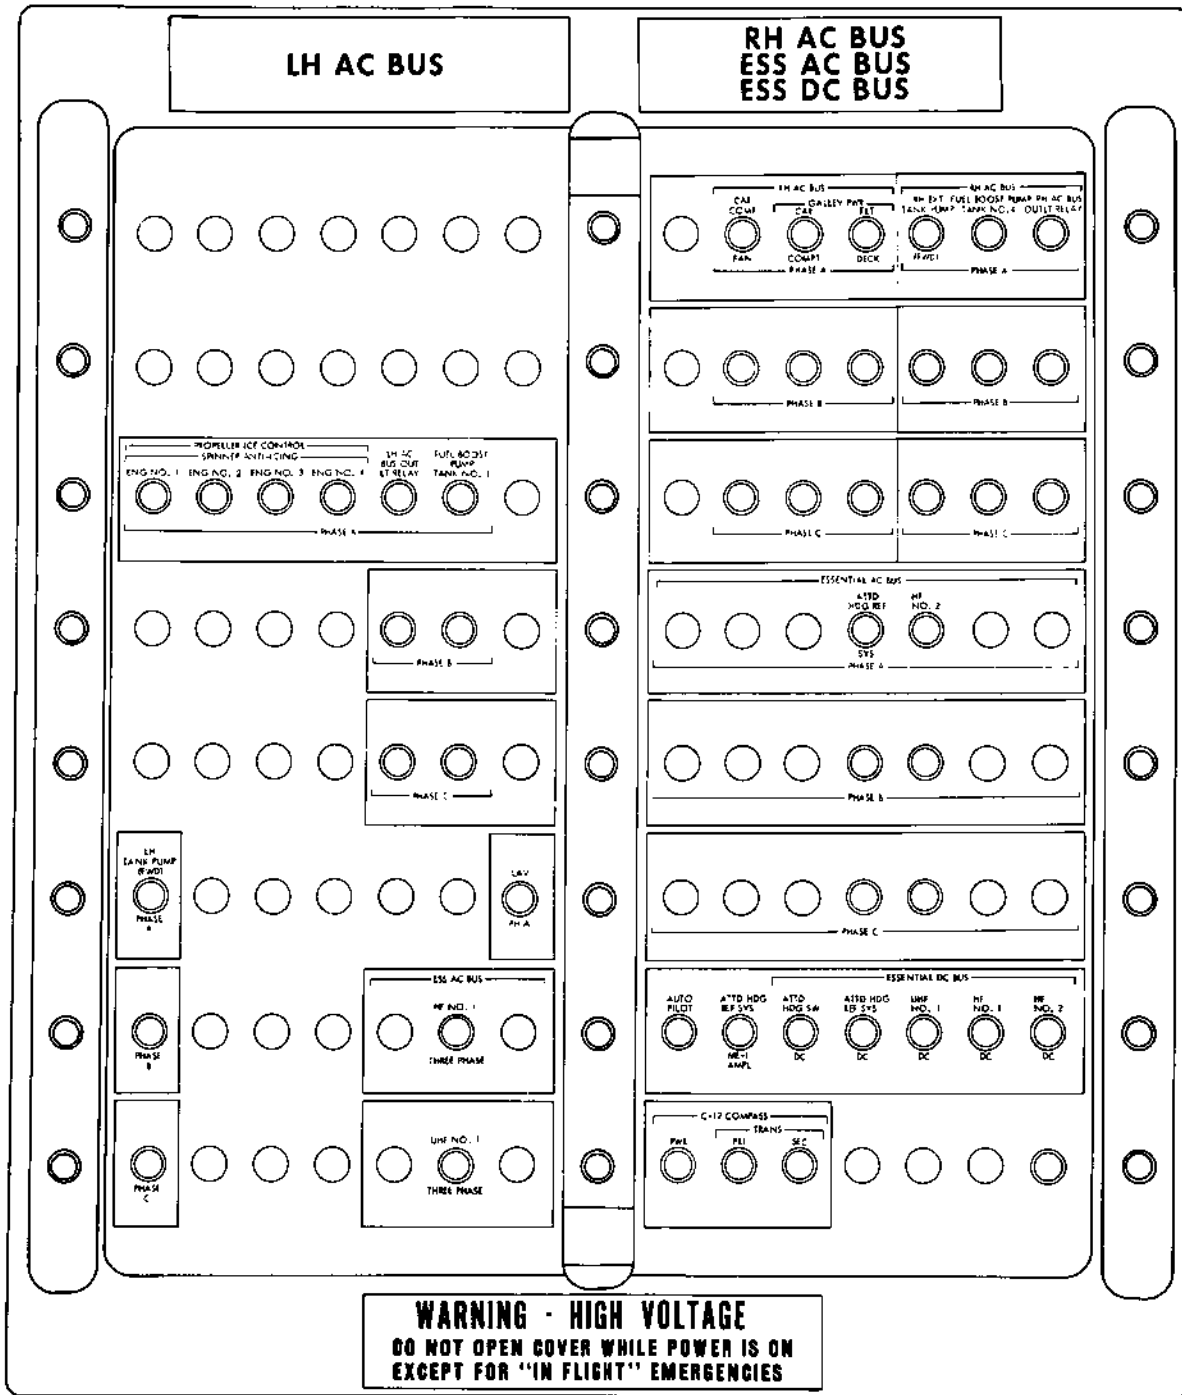 LH AC BUS
RH AC BUS
ESS AC BUS
ESS DC BUS
PROPELLER ICE CONTROL
SPINNER ANTI-ICING
ENG NO. 1
ENG NO. 2
ENG NO. 3
ENG NO. 4
LH AC
BUS OUT
LT RELAY
FUEL BOOST
PUMP
TANK NO. 1
PHASE A
PHASE B
PHASE C
LH
TANK PUMP
(FWD)
PHASE
A
LAV
PH A
PHASE
B
ESS AC BUS
HF NO. 1
THREE PHASE
PHASE
C
UHF NO. 1
THREE PHASE
AC BUS
GALLEY PWR
FAN
COMPT
DECK
PHASE A
RH AC BUS
RH EXT
TANK PUMP
(FWD)
FUEL BOOST PUMP
TANK NO. 4
RH AC BUS
OUTLT RELAY
PHASE A
PHASE B
PHASE B
PHASE C
PHASE C
ESSENTIAL AC BUS
ATTD
HDG REF
SYS
HF
NO. 2
PHASE A
PHASE B
PHASE C
ESSENTIAL DC BUS
AUTO
PILOT
ATTD HDG
REF SYS
AMPL
ATTD
HDG SW
DC
ATTD HDG
REF SYS
DC
UHF
NO. 1
DC
HF
NO. 1
DC
HF
NO. 2
DC
C-12 COMPASS
TRANS
PWR
PRI
SEC
WARNING - HIGH VOLTAGE
DO NOT OPEN COVER WHILE POWER IS ON
EXCEPT FOR "IN FLIGHT" EMERGENCIES